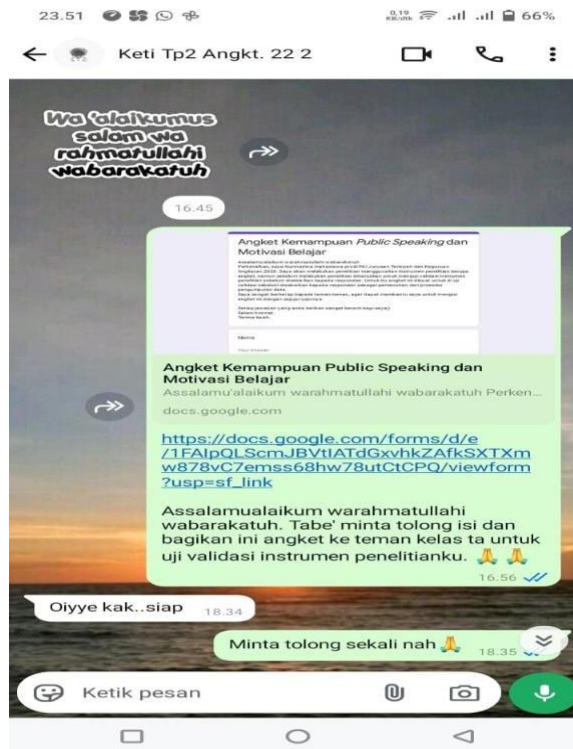 23.51
0,19
KB/dtk
66%
Keti Tp2 Angkt. 22 2
Wa 'alaikumus
salam wa
rahmatullahi
wabarakatuh
16.45
Angket Kemampuan Public Speaking dan
Motivasi Belajar
Angket Kemampuan Public Speaking dan
Motivasi Belajar
Assalamu'alaikum warahmatullahi wabarakatuh Perken...
docs.google.com
https://docs.google.com/forms/d/e
/1FAIpQLScmJBVtIATdGxvhkZAfkSXTXm
w878vC7emss68hw78utCtCPQ/viewform
?usp=sf_link
Assalamualaikum warahmatullahi
wabarakatuh. Tabe' minta tolong isi dan
bagikan ini angket ke teman kelas ta untuk
uji validasi instrumen penelitianku. 🙏 🙏
16.56
Oiyye kak..siap 18.34
Minta tolong sekali nah 🙏 18.35
Ketik pesan